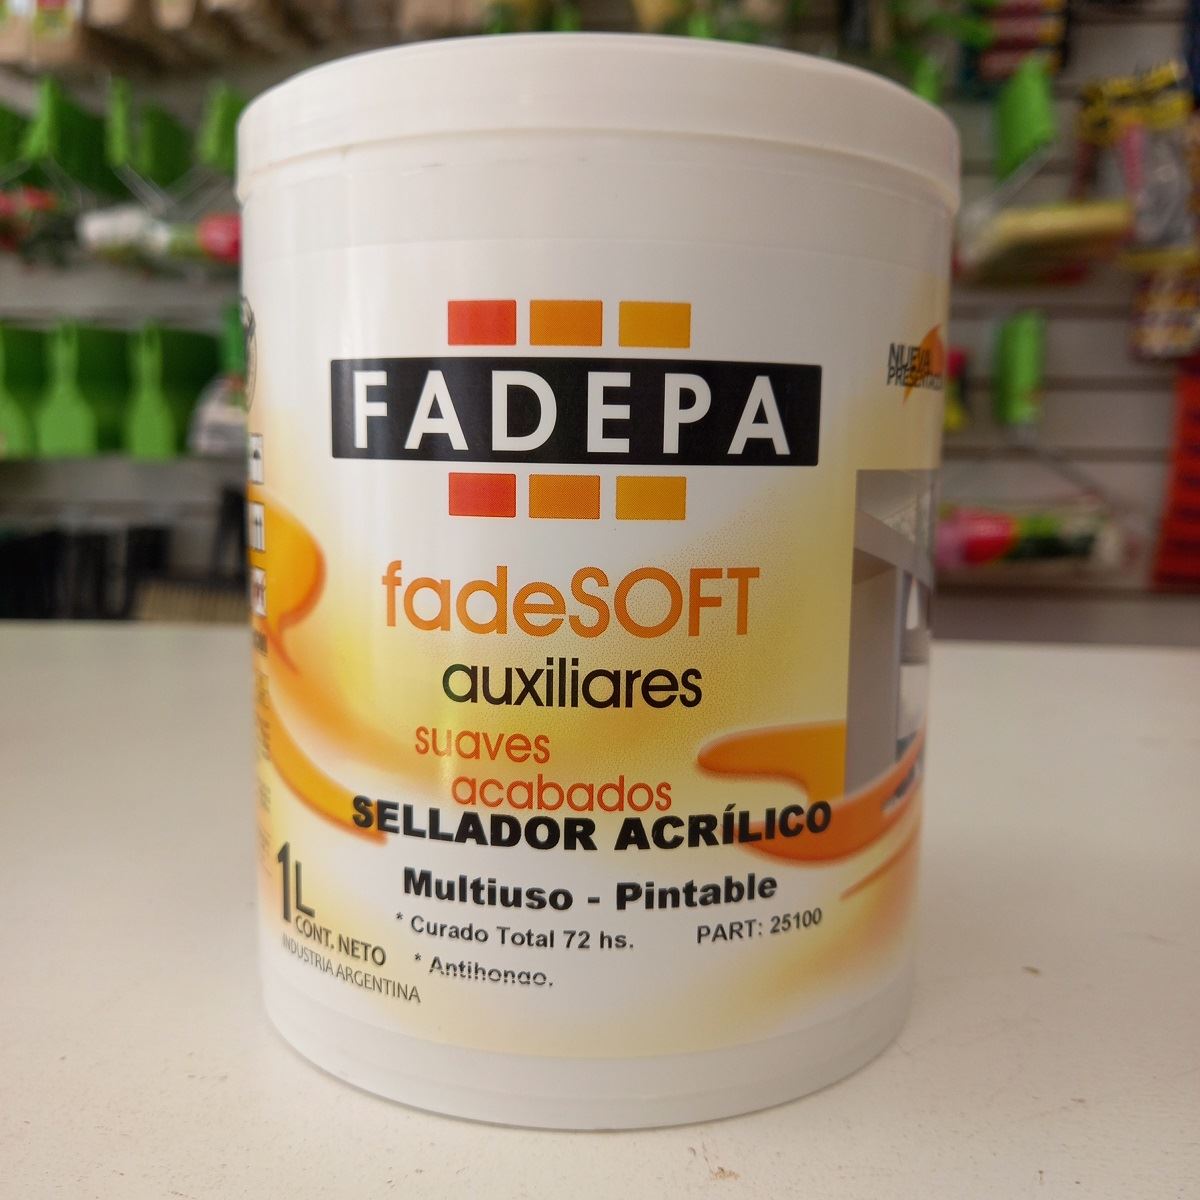 FADEPA
NUEVA
fadeSOFT
auxiliares
suaves
acabados
SELLADOR ACRÍLICO
Multiuso - Pintable
* Curado Total 72 hs.
PART: 25100
* Antihongo.
1L
CONT. NETO
INDUSTRIA ARGENTINA